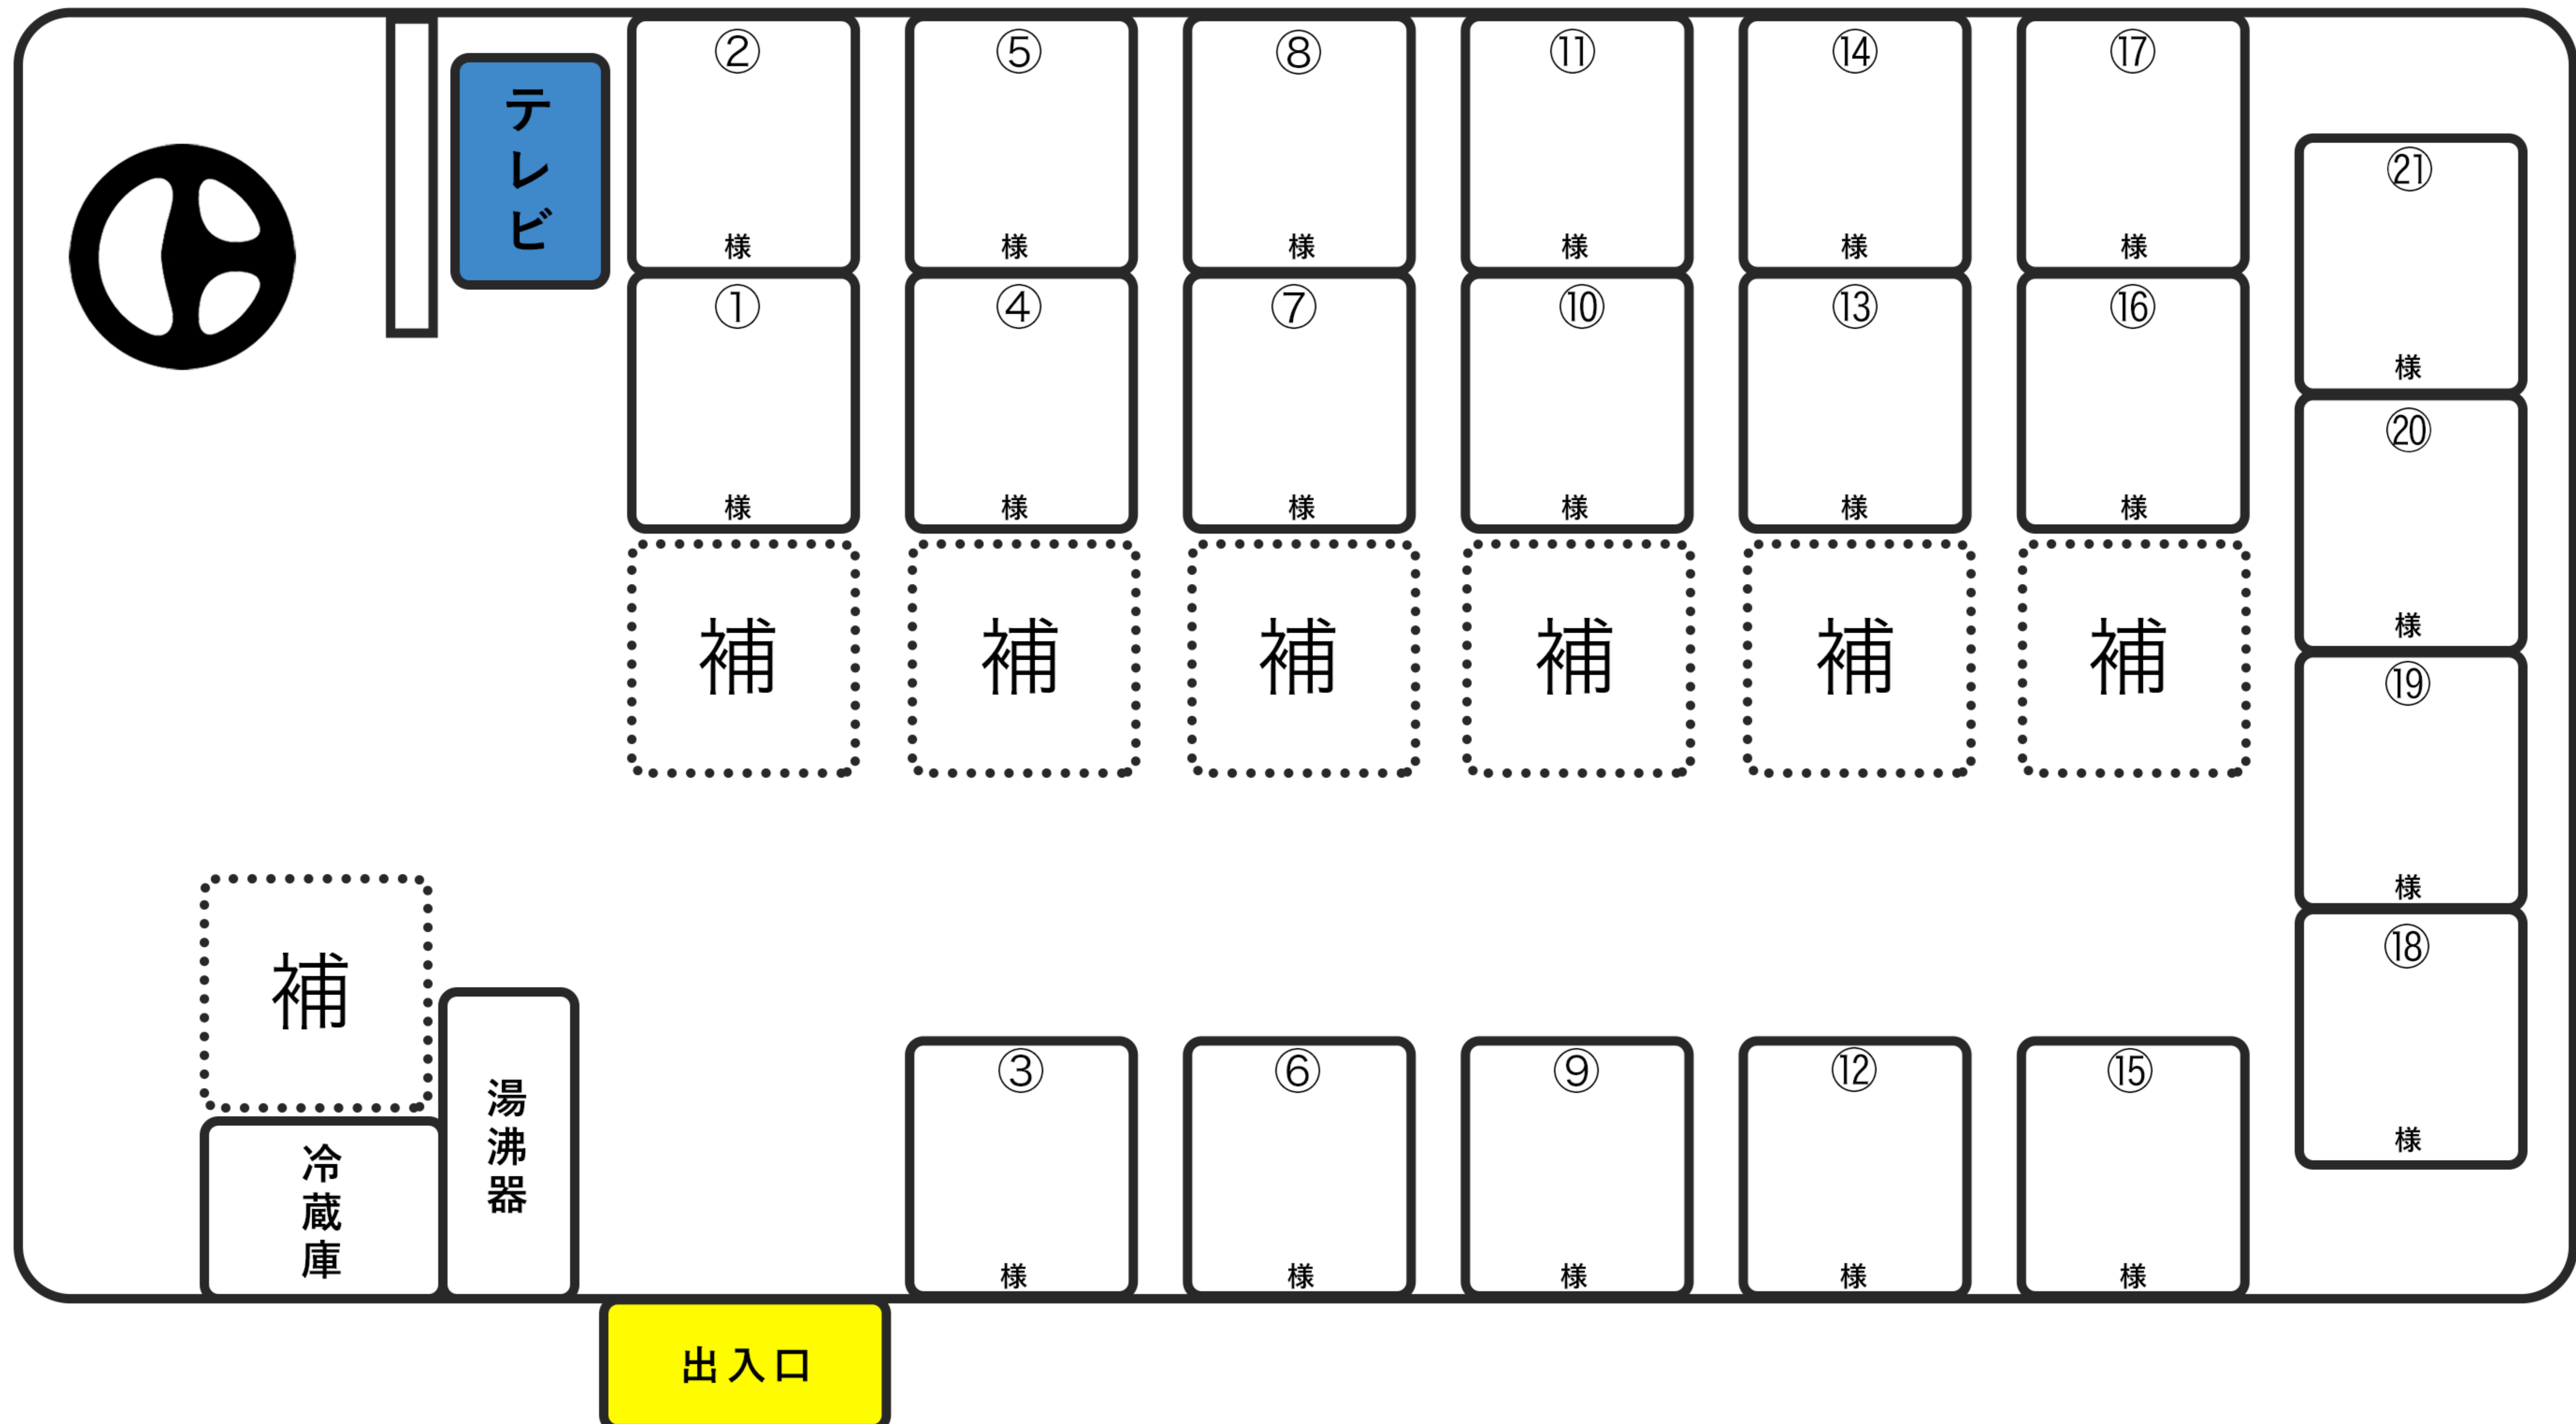 テレビ
②
様
⑤
様
⑧
様
⑪
様
⑭
様
⑰
様
①
様
④
様
⑦
様
⑩
様
⑬
様
⑯
様
㉑
様
⑳
様
⑲
様
⑱
様
補
補
補
補
補
補
補
冷蔵庫
湯沸器
③
様
⑥
様
⑨
様
⑫
様
⑮
様
出入口